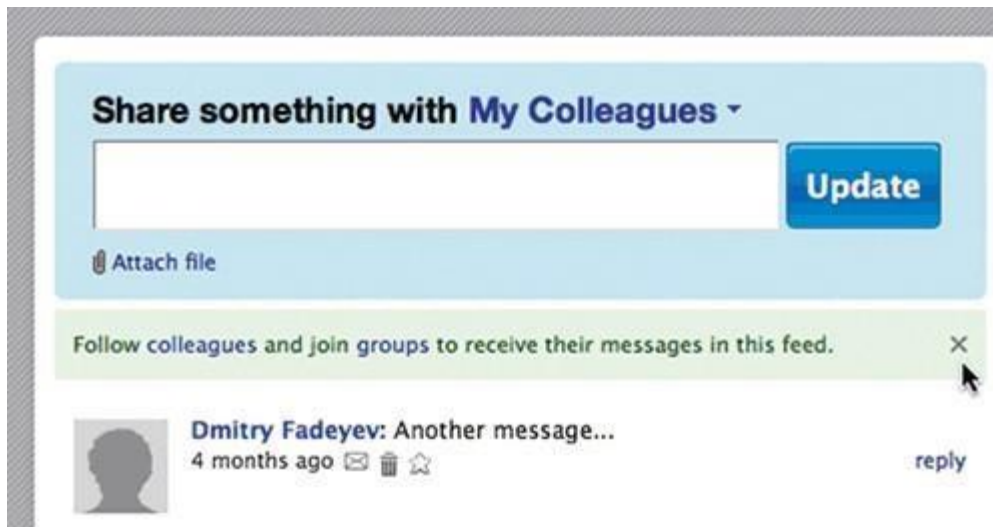 Share something with My Colleagues
Update
Attach file
Follow colleagues and join groups to receive their messages in this feed.
Dmitry Fadeyev: Another message...
4 months ago
reply